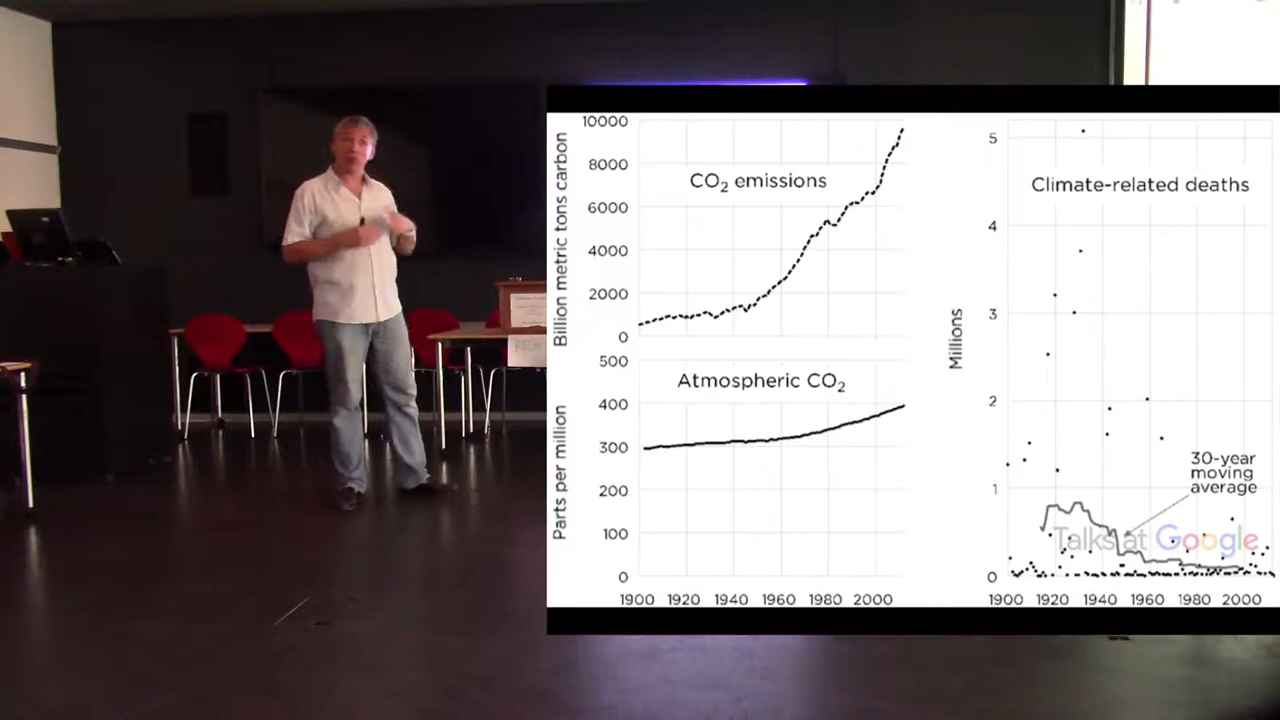 10000
8000
6000
4000
2000
0
Billion metric tons carbon
CO₂ emissions
500
400
300
200
100
0
Parts per million
Atmospheric CO₂
1900 1920 1940 1960 1980 2000
5
4
3
2
1
0
Millions
Climate-related deaths
30-year
moving
average
Talks at Google
1900 1920 1940 1960 1980 2000